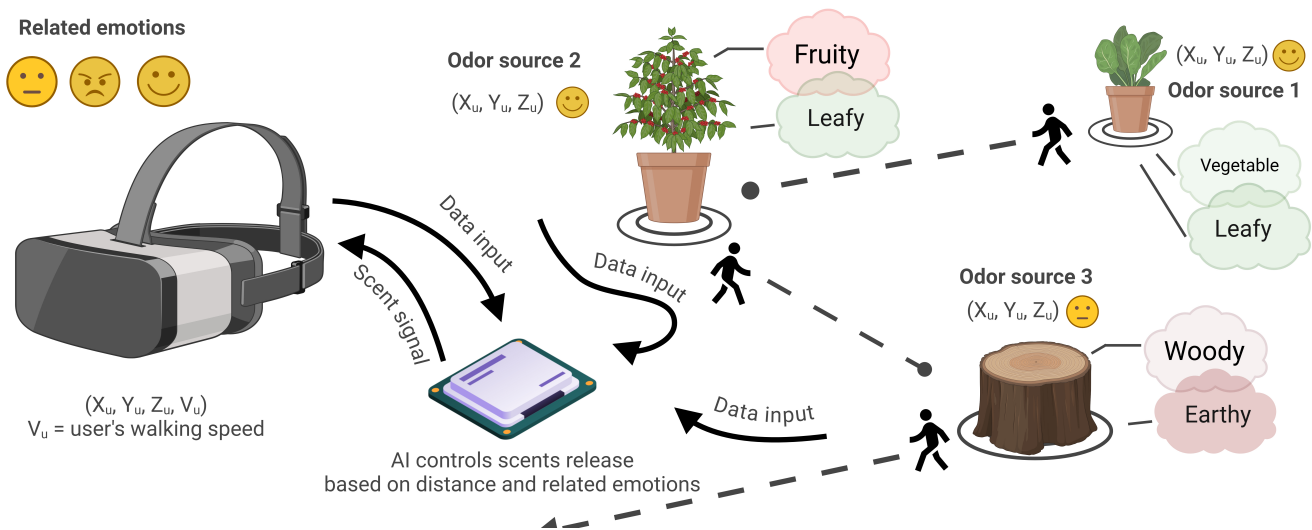 Related emotions
Odor source 2
(Xu, Yu, Zu)
Fruity
Leafy
(Xu, Yu, Zu)
Odor source 1
Vegetable
Leafy
Data input
Scent signal
Data input
Odor source 3
(Xu, Yu, Zu)
Woody
Earthy
Data input
(Xu, Yu, Zu, Vu)
Vu = user's walking speed
AI controls scents release
based on distance and related emotions